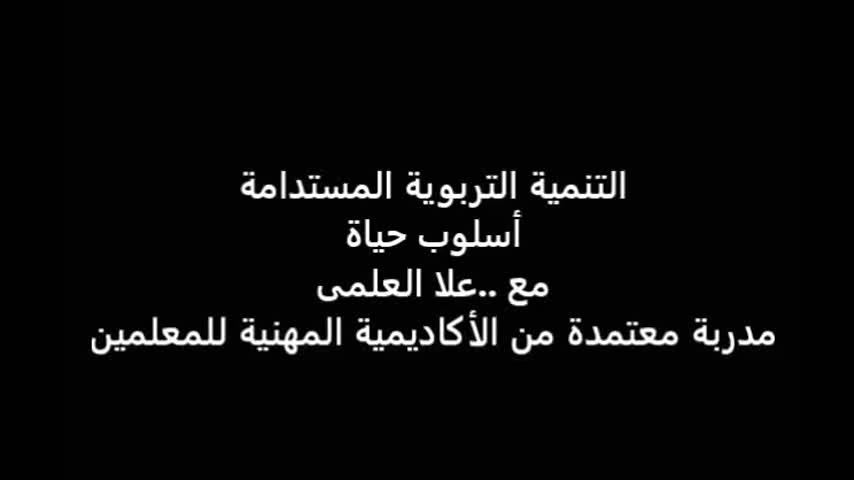 التنمية التربوية المستدامة
أسلوب حياة
مع ..علا العلمى
مدربة معتمدة من الأكاديمية المهنية للمعلمين